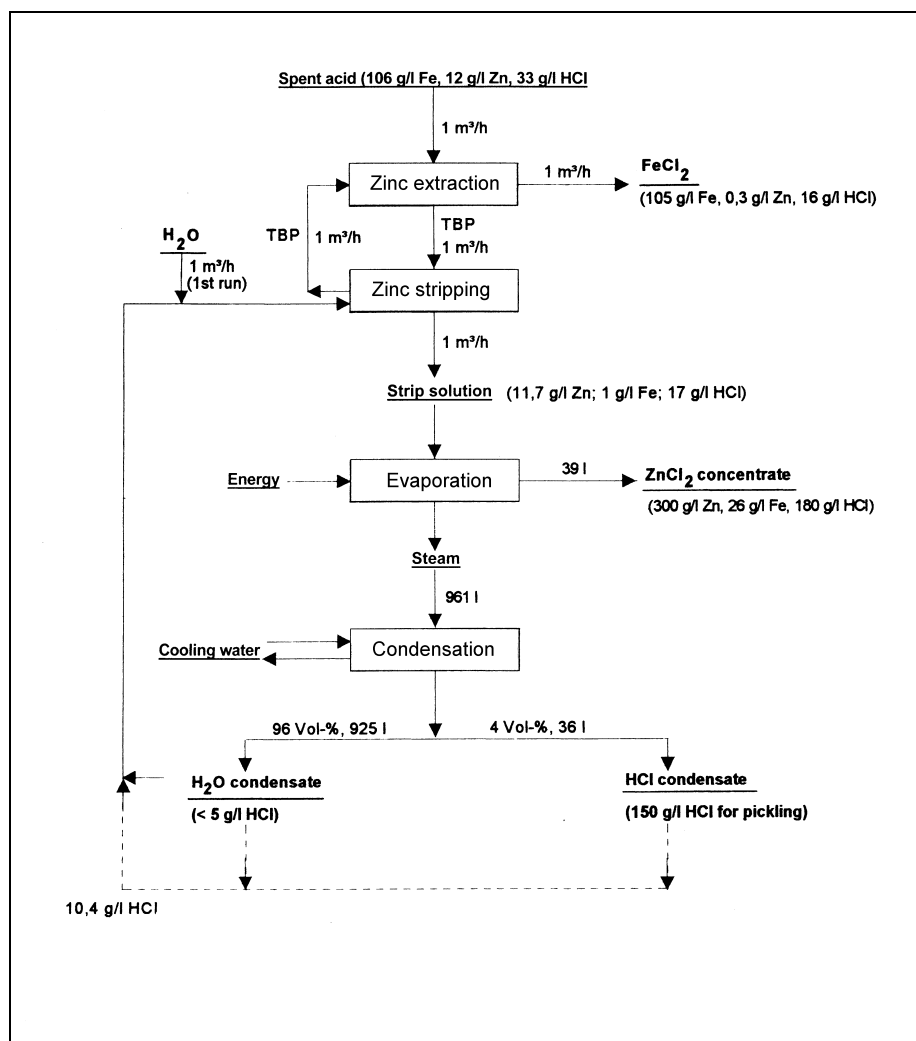 Spent acid (106 g/l Fe, 12 g/l Zn, 33 g/l HCl
1 m³/h
Zinc extraction
1 m³/h
FeCl2
(105 g/l Fe, 0,3 g/l Zn, 16 g/l HCl)
TBP
1 m³/h
TBP
1 m³/h
H2O
1 m³/h
(1st run)
Zinc stripping
1 m³/h
Strip solution
(11,7 g/l Zn; 1 g/l Fe; 17 g/l HCl)
Energy
Evaporation
39 l
ZnCl2 concentrate
(300 g/l Zn, 26 g/l Fe, 180 g/l HCl)
Steam
961 l
Cooling water
Condensation
96 Vol-%, 925 l
4 Vol-%, 36 l
H2O condensate
(< 5 g/l HCl)
HCl condensate
(150 g/l HCl for pickling)
10,4 g/l HCl